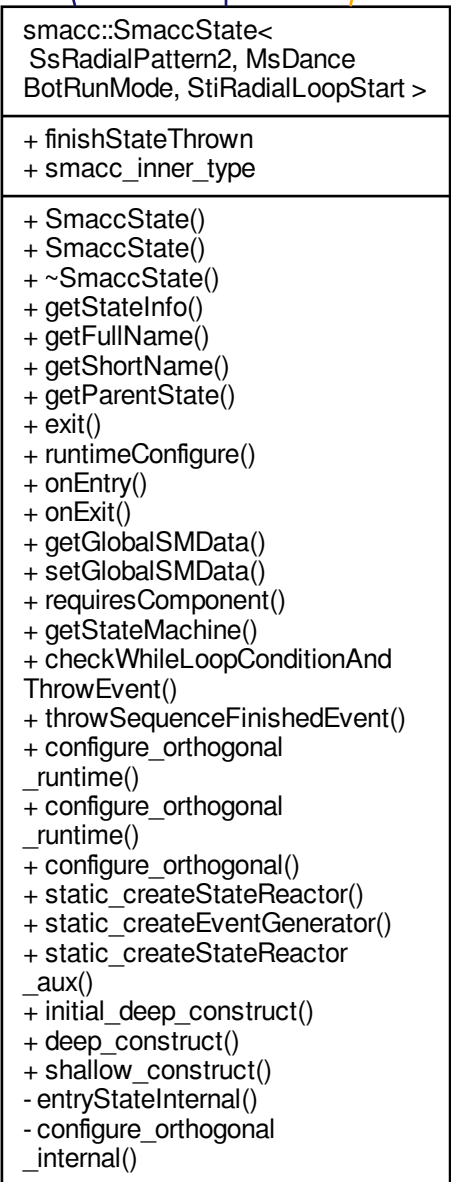 smacc::SmaccState<
SsRadialPattern2, MsDance
BotRunMode, StiRadialLoopStart >
+ finishStateThrown
+ smacc_inner_type
+ SmaccState()
+ SmaccState()
+ ~SmaccState()
+ getStateInfo()
+ getFullName()
+ getShortName()
+ getParentState()
+ exit()
+ runtimeConfigure()
+ onEntry()
+ onExit()
+ getGlobalSMData()
+ setGlobalSMData()
+ requiresComponent()
+ getStateMachine()
+ checkWhileLoopConditionAnd
ThrowEvent()
+ throwSequenceFinishedEvent()
+ configure_orthogonal
_runtime()
+ configure_orthogonal
_runtime()
+ configure_orthogonal()
+ static_createStateReactor()
+ static_createEventGenerator()
+ static_createStateReactor
_aux()
+ initial_deep_construct()
+ deep_construct()
+ shallow_construct()
- entryStateInternal()
- configure_orthogonal
_internal()